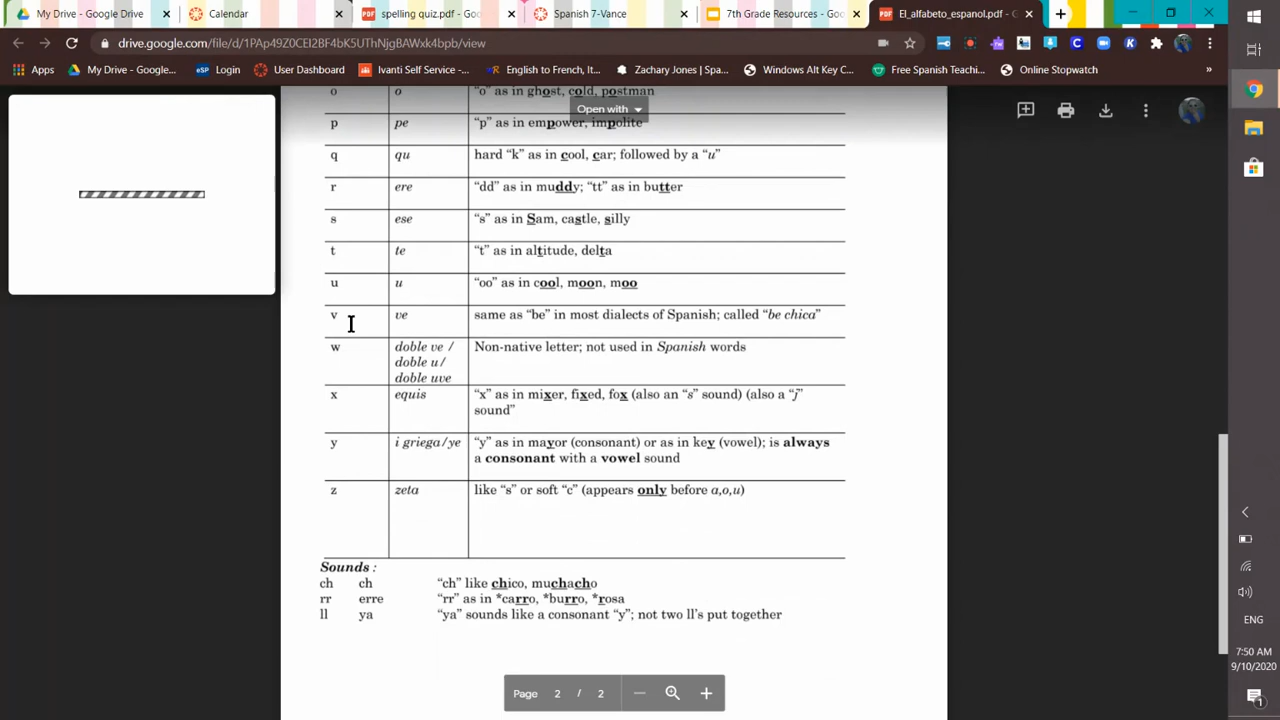 My Drive - Google Drive
Calendar
spelling quiz.pdf - Google
Spanish 7-Vance
7th Grade Resources - Goo
El_alfabeto_espanol.pdf - G
drive.google.com/file/d/1PAp49Z0CEI2BF4bK5UThNjgBAWxk4bpb/view
Apps
My Drive - Google...
Login
User Dashboard
Ivanti Self Service -...
English to French, It...
Zachary Jones | Spa...
Windows Alt Key C...
Free Spanish Teachi...
Online Stopwatch
»
Open with
o o "o" as in ghost, cold, postman
p pe "p" as in empower, impolite
q qu hard "k" as in cool, car; followed by a "u"
r ere "dd" as in muddy; "tt" as in butter
s ese "s" as in Sam, castle, silly
t te "t" as in altitude, delta
u u "oo" as in cool, moon, moo
v ve same as "be" in most dialects of Spanish; called "be chica"
w doble ve / Non-native letter; not used in Spanish words
doble u/
doble uve
x equis "x" as in mixer, fixed, fox (also an "s" sound) (also a "j"
sound"
y i griega/ye "y" as in mayor (consonant) or as in key (vowel); is always
a consonant with a vowel sound
z zeta like "s" or soft "c" (appears only before a,o,u)
Sounds :
ch ch "ch" like chico, muchacho
rr erre "rr" as in *carro, *burro, *rosa
ll ya "ya" sounds like a consonant "y"; not two ll's put together
Page 2 / 2
ENG
7:50 AM
9/10/2020